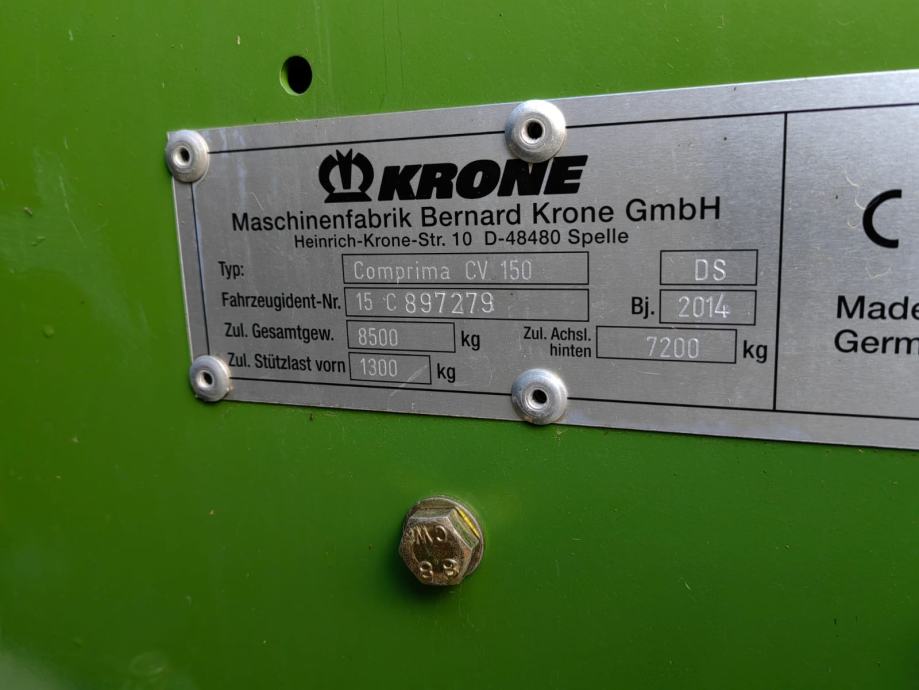 KRONE
Maschinenfabrik Bernard Krone GmbH
Heinrich-Krone-Str. 10 D-48480 Spelle
Typ: Comprima CV 150 DS
Fahrzeugident-Nr. 15 C 897279 Bj. 2014
Zul. Gesamtgew. 8500 kg Zul. Achsl. hinten 7200 kg
Zul. Stützlast vorn 1300 kg
C
Made
Germ
CW
8 8